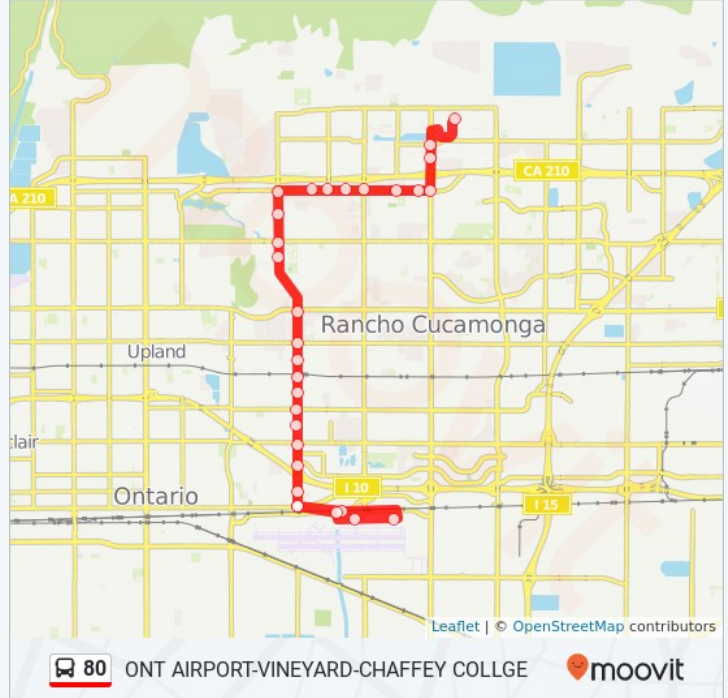 CA 210
A 210
Rancho Cucamonga
Upland
clair
I 10
Ontario
I 15
Leaflet | © OpenStreetMap contributors
80 ONT AIRPORT-VINEYARD-CHAFFEY COLLGE moovit